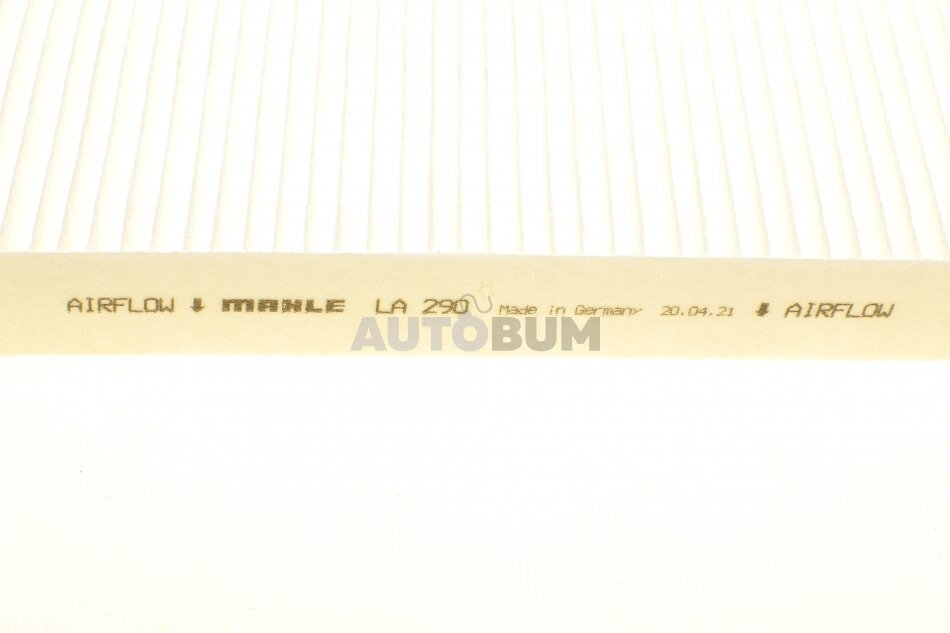 AIRFLOW ⬇ MAHLE LA 290 Made in Germany 20.04.21 ⬇ AIRFLOW
AUTOBUM